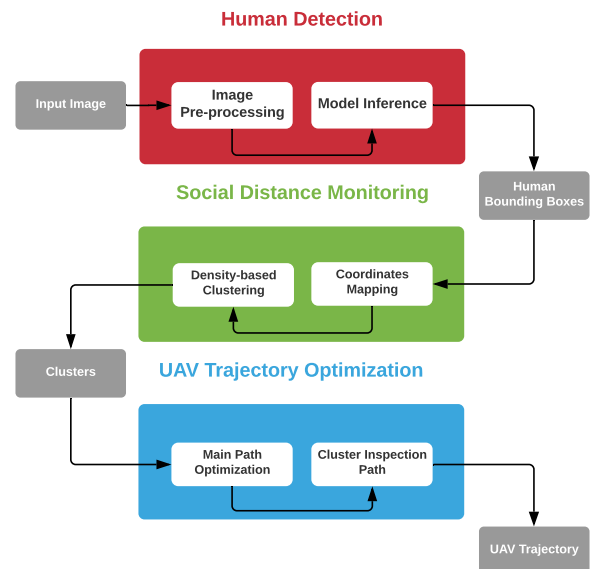 Human Detection
Input Image
Image
Pre-processing
Model Inference
Human
Bounding Boxes
Social Distance Monitoring
Density-based
Clustering
Coordinates
Mapping
Clusters
UAV Trajectory Optimization
Main Path
Optimization
Cluster Inspection
Path
UAV Trajectory